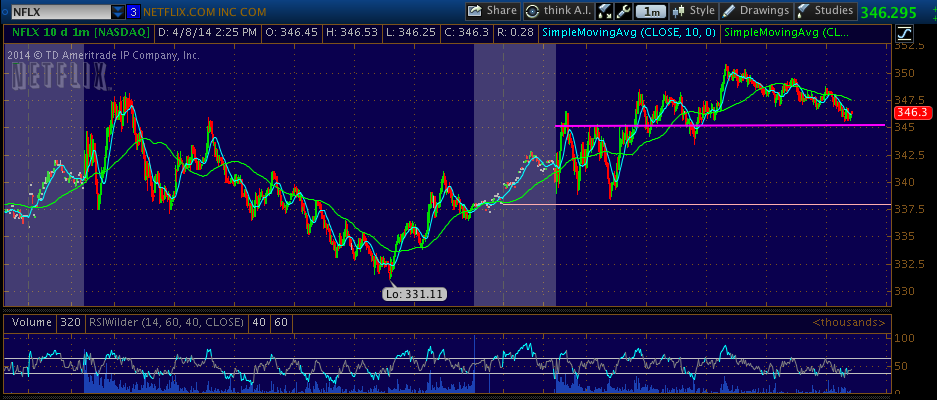 NFLX 3 NETFLIX.COM INC COM Share think A.I. 1m Style Drawings Studies 346.295
NFLX 10 d 1m [NASDAQ] D: 4/8/14 2:25 PM O: 346.45 H: 346.53 L: 346.25 C: 346.3 R: 0.28 SimpleMovingAvg (CLOSE, 10, 0) SimpleMovingAvg (CL...
2014 © TD Ameritrade IP Company, Inc.
NETFLIX
352.5
350
347.5
346.3
345
342.5
340
337.5
335
332.5
330
Lo: 331.11
Volume 320 RSIWilder (14, 60, 40, CLOSE) 40 60 <thousands>
100
50
0